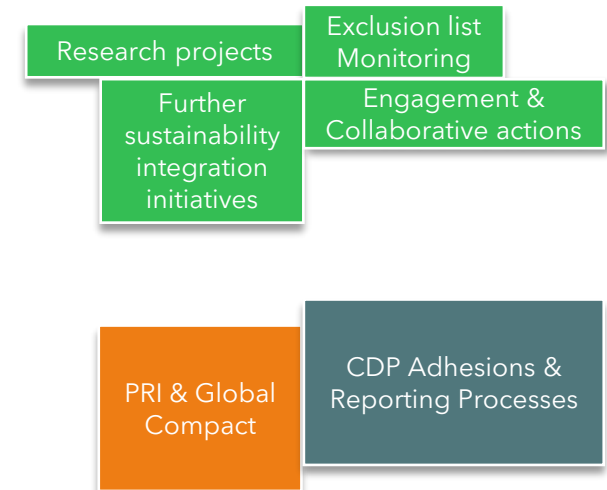 Research projects
Exclusion list
Monitoring
Further
sustainability
integration
initiatives
Engagement &
Collaborative actions
PRI & Global
Compact
CDP Adhesions &
Reporting Processes